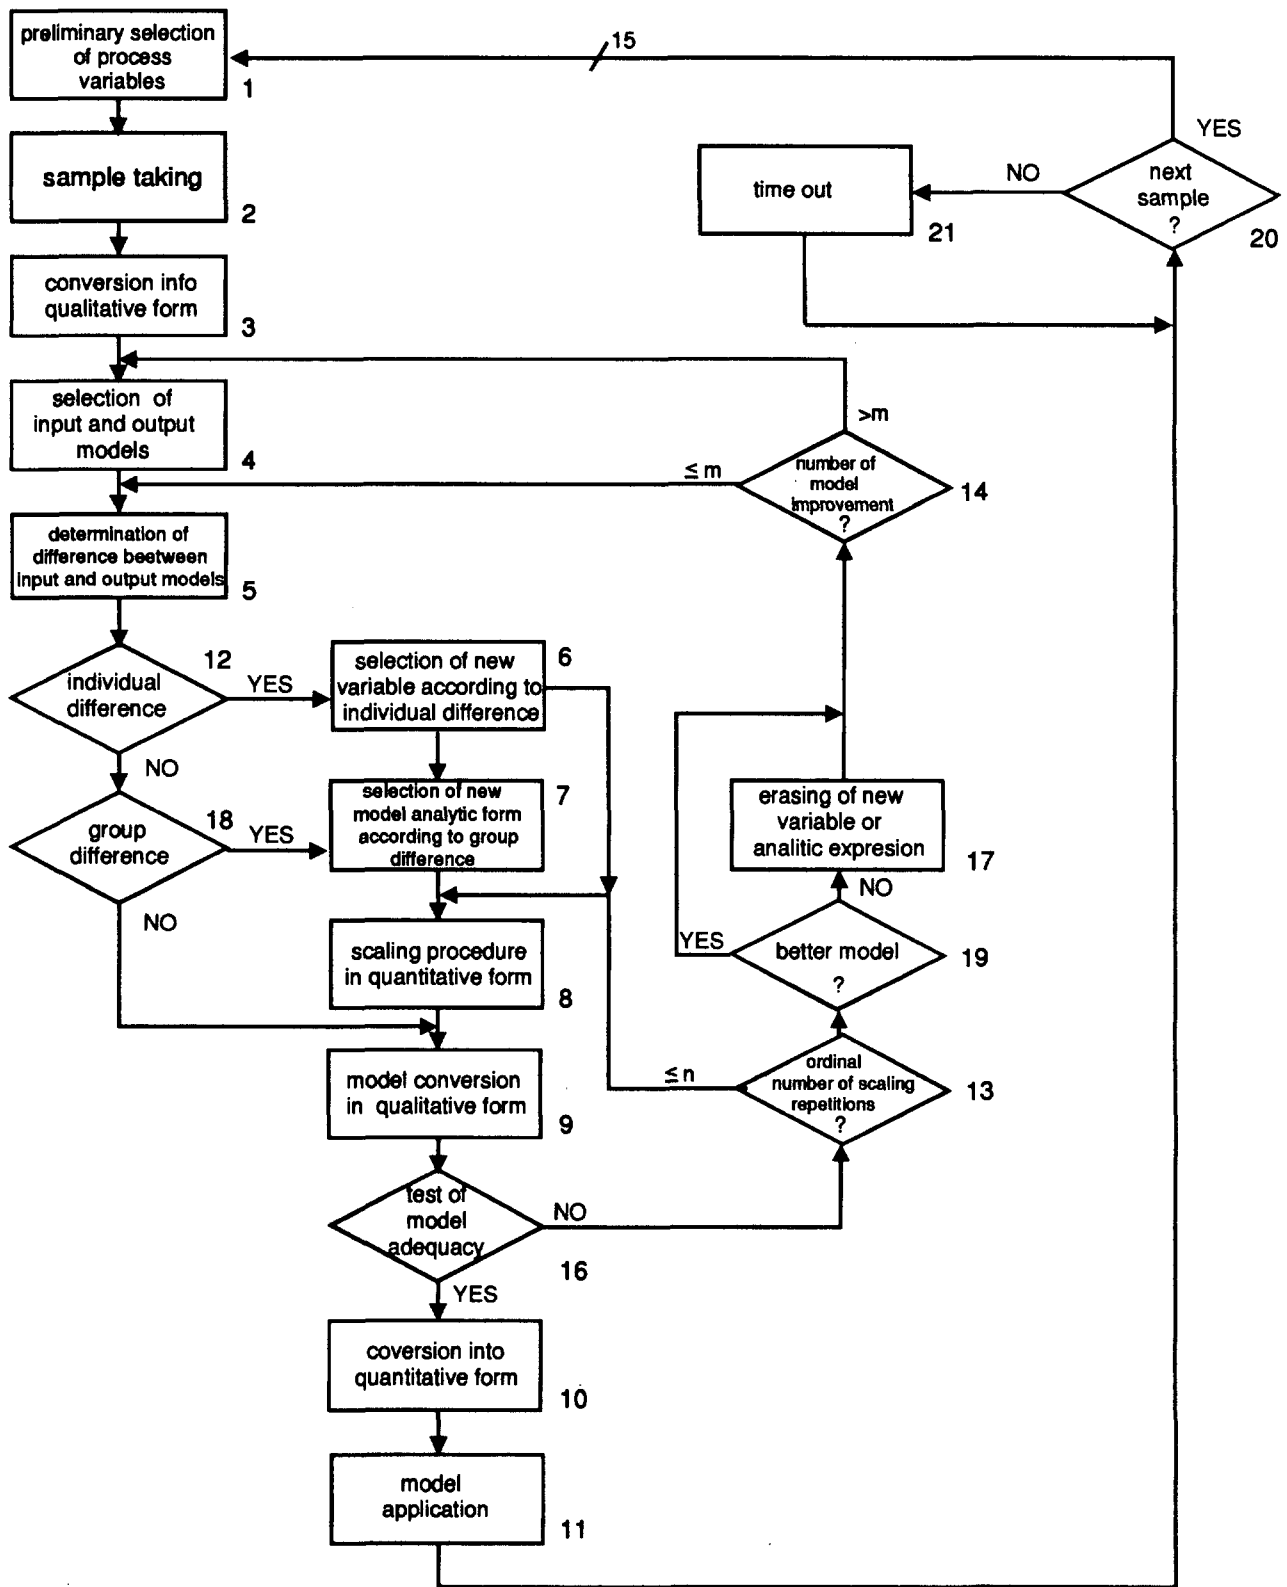 preliminary selection
of process
variables
1
15
sample taking
2
conversion info
qualitative form
3
selection of
input and output
models
4
determination of
difference beetween
input and output models
5
individual
difference
12
YES
NO
group
difference
18
YES
NO
selection of new
variable according to
individual difference
6
selection of new
model analytic form
according to group
difference
7
scaling procedure
in quantitative form
8
model conversion
in qualitative form
9
test of
model
adequacy
16
NO
YES
coversion into
quantitative form
10
model
application
11
ordinal
number of scaling
repetitions
?
13
≤ n
better model
?
19
YES
NO
erasing of new
variable or
analitic expresion
17
number of
model
improvement
?
14
≤ m
>m
time out
21
next
sample
?
20
NO
YES